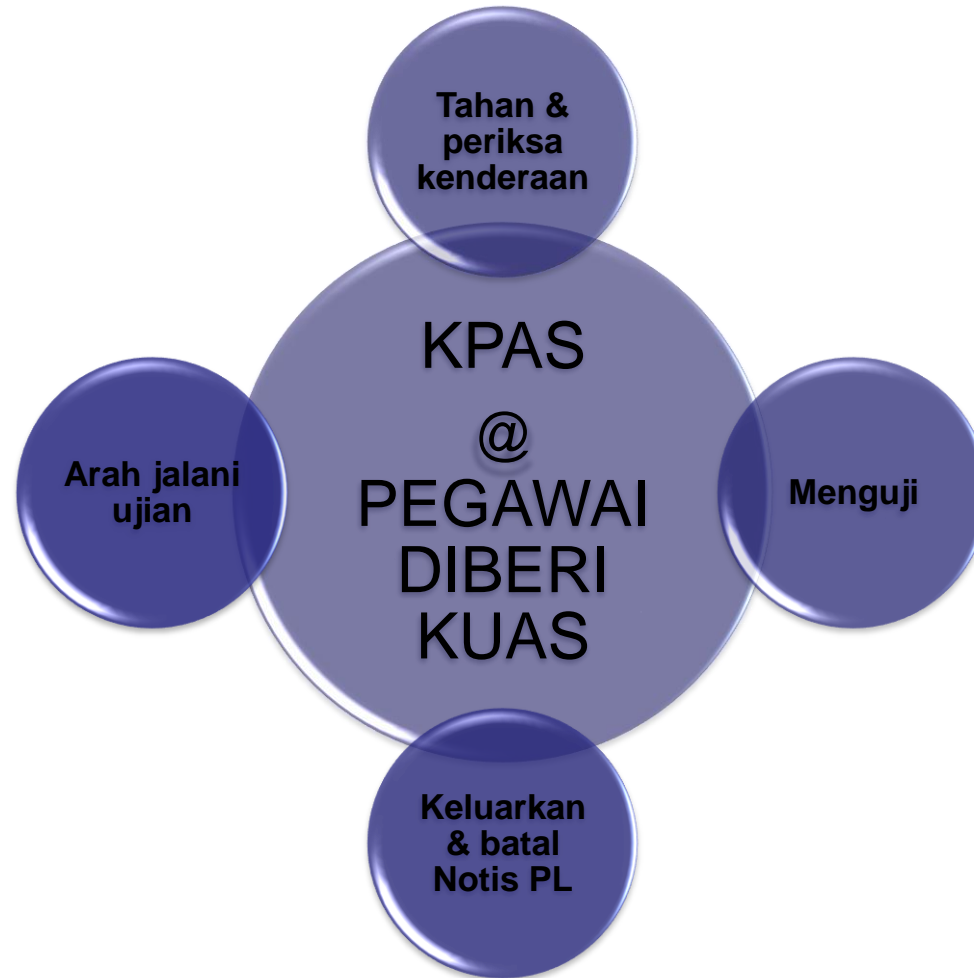 Tahan &
periksa
kenderaan
KPAS
@
PEGAWAI
DIBERI
KUAS
Arah jalani
ujian
Menguji
Keluarkan
& batal
Notis PL